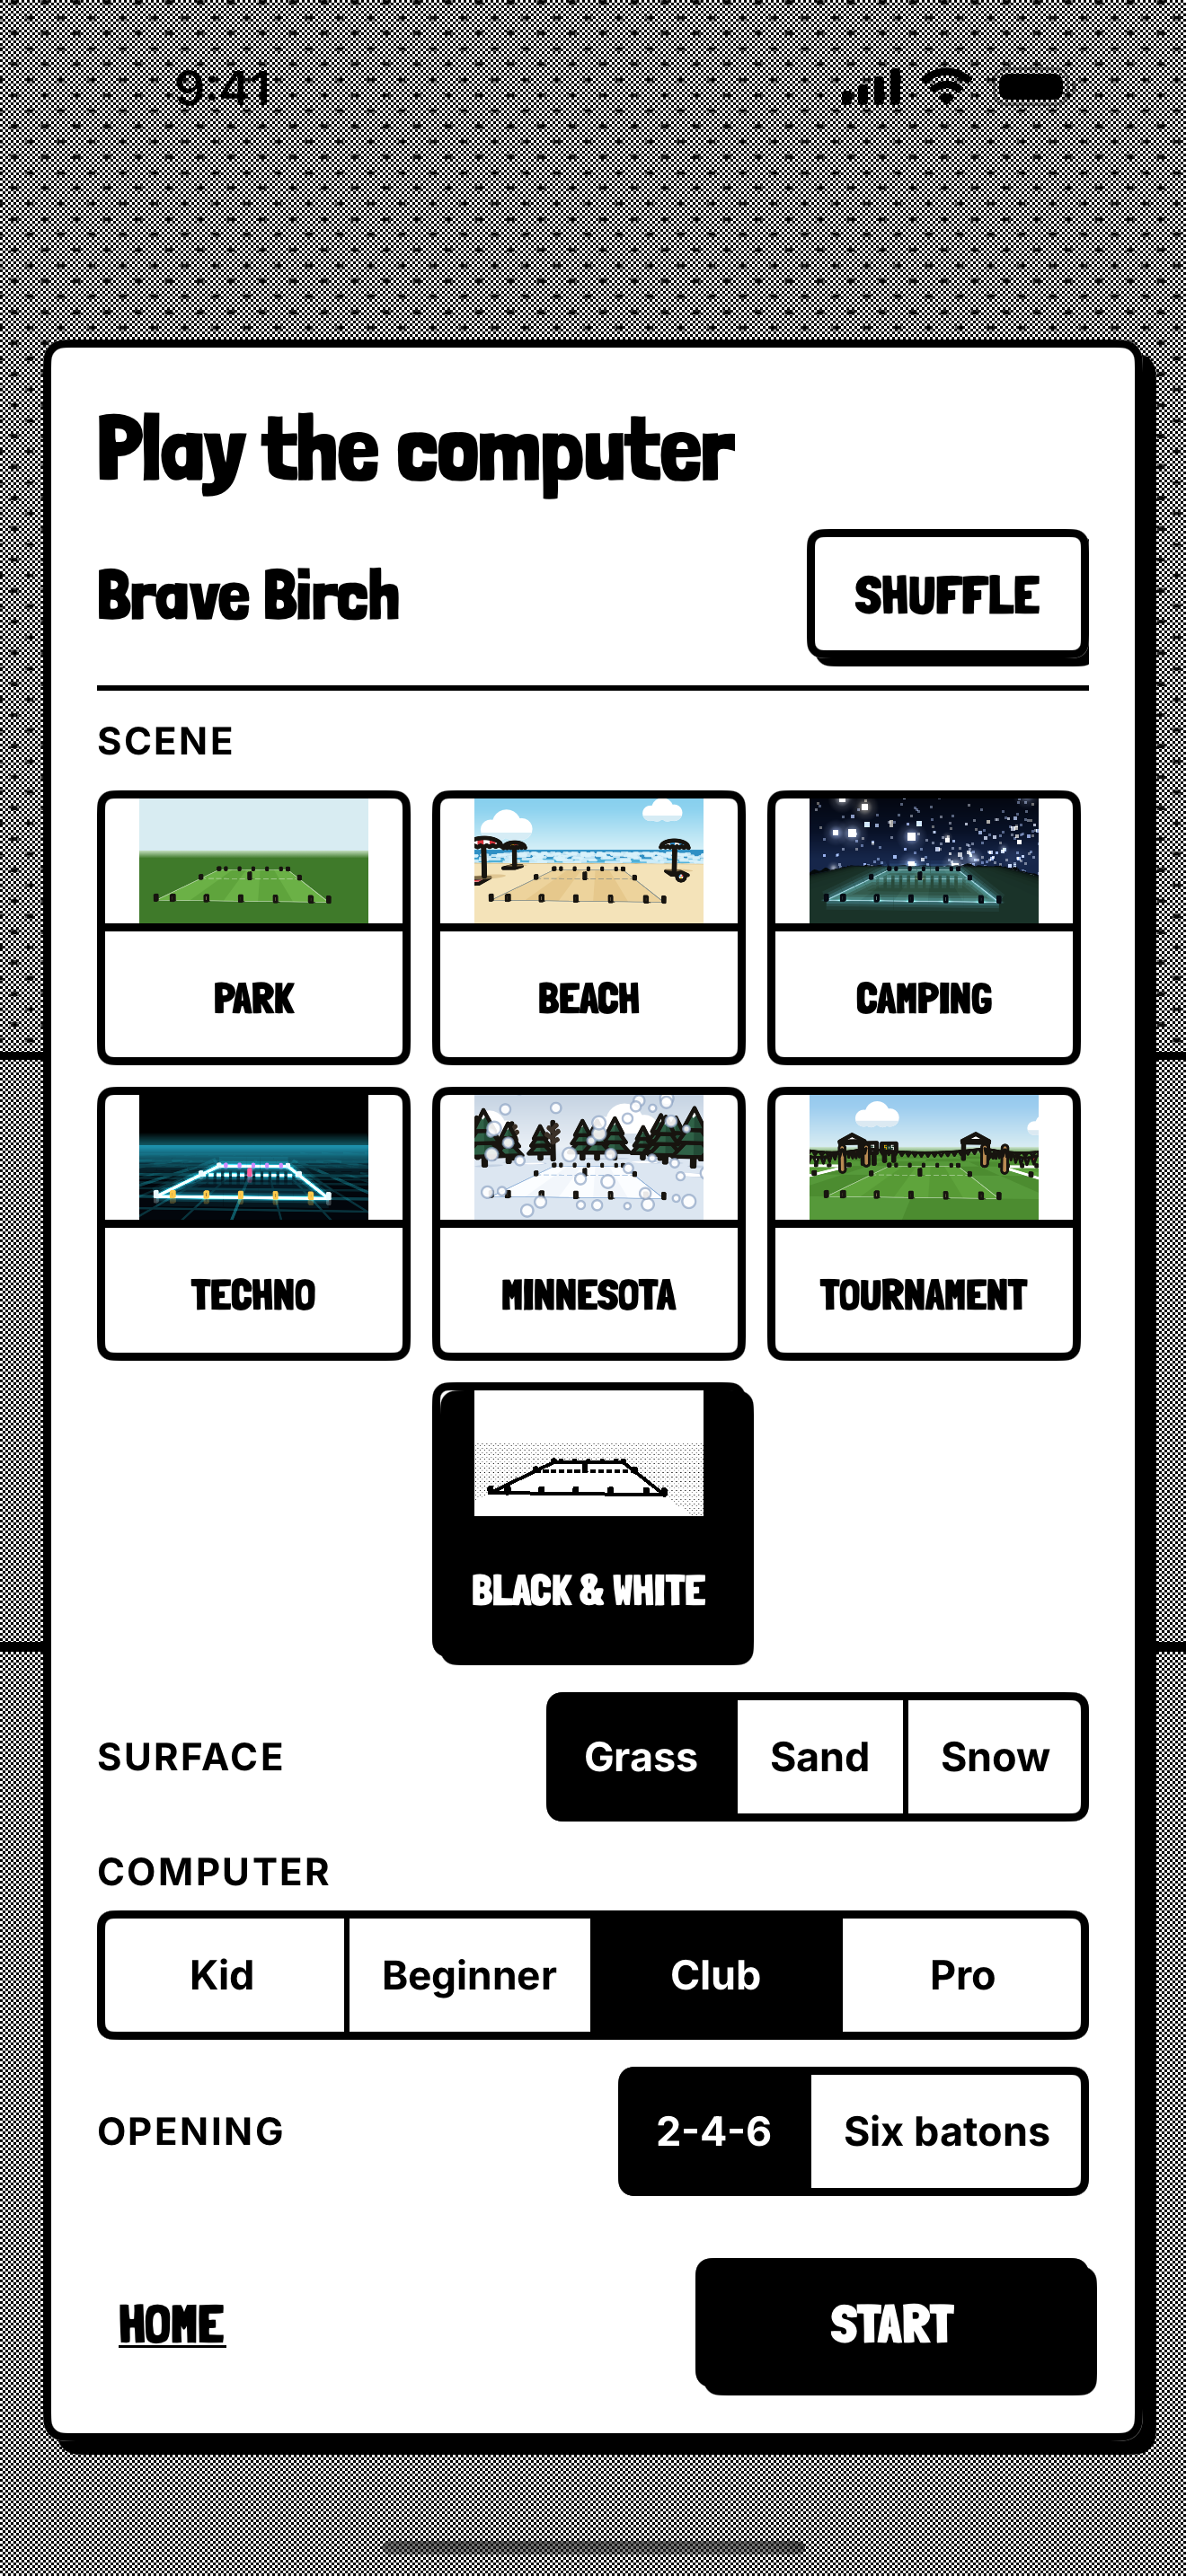 9:41
Play the computer
Brave Birch
SHUFFLE
SCENE
PARK
BEACH
CAMPING
TECHNO
MINNESOTA
TOURNAMENT
BLACK & WHITE
SURFACE
Grass
Sand
Snow
COMPUTER
Kid
Beginner
Club
Pro
OPENING
2-4-6
Six batons
HOME
START